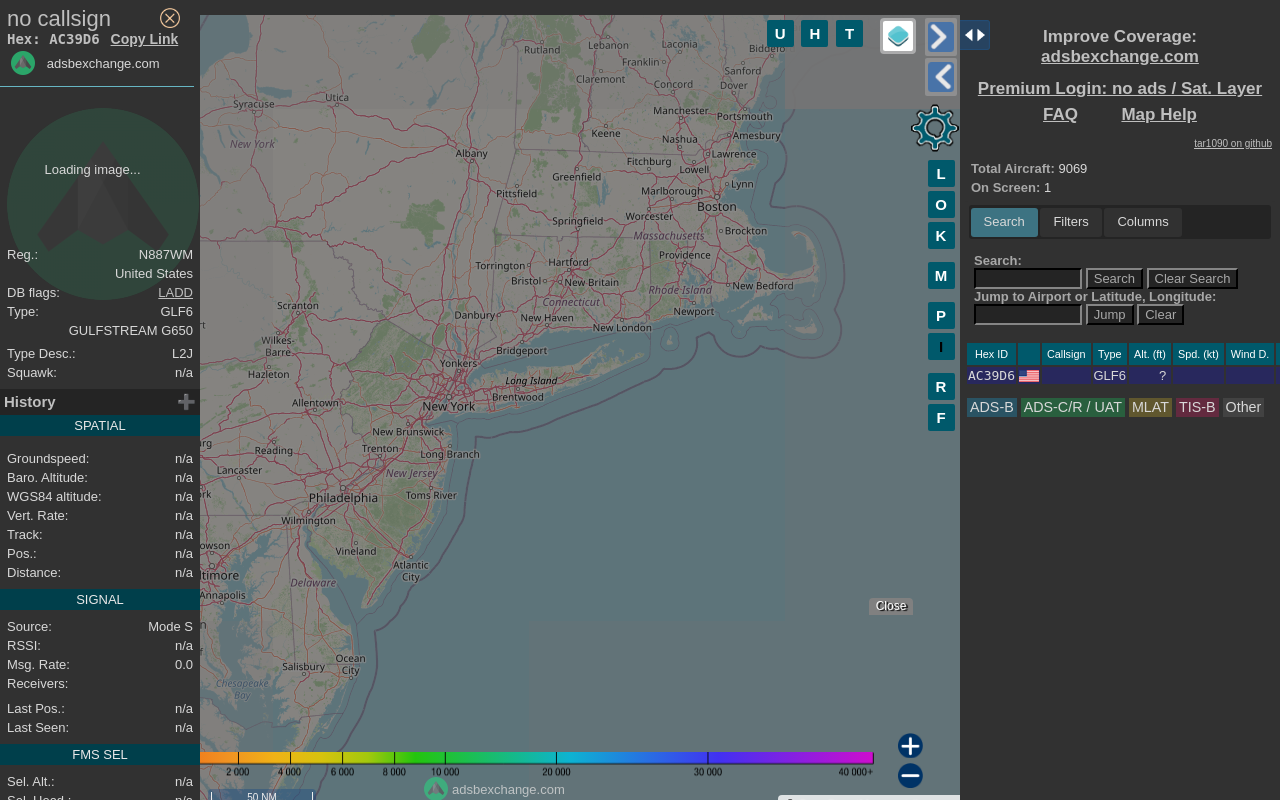 no callsign
Hex: AC39D6 Copy Link
adsbexchange.com
Loading image...
Reg.: N887WM
United States
DB flags: LADD
Type: GLF6
GULFSTREAM G650
Type Desc.: L2J
Squawk: n/a
History
SPATIAL
Groundspeed: n/a
Baro. Altitude: n/a
WGS84 altitude: n/a
Vert. Rate: n/a
Track: n/a
Pos.: n/a
Distance: n/a
SIGNAL
Source: Mode S
RSSI: n/a
Msg. Rate: 0.0
Receivers:
Last Pos.: n/a
Last Seen: n/a
FMS SEL
Sel. Alt.: n/a
Sel. Head.: n/a
U H T
L
O
K
M
P
I
R
F
Rutland
Lebanon
Laconia
Franklin
Claremont
Sanford
Concord
Dover
Syracuse
Utica
Manchester
Portsmouth
Keene
Nashua
Amesbury
New York
Albany
Fitchburg
Lawrence
Greenfield
Lowell
Pittsfield
Marlborough
Lynn
Worcester
Boston
Springfield
Massachusetts
Brockton
Torrington
Hartford
Providence
Bristol
New Britain
Rhode Island
New Bedford
Scranton
Connecticut
Danbury
New Haven
New London
Newport
Wilkes-
Barre
Bridgeport
Hazleton
Yonkers
Long Island
Allentown
New York
Brentwood
New Brunswick
Reading
Trenton
Long Branch
Lancaster
New Jersey
Philadelphia
Toms River
Wilmington
Vineland
Atlantic
City
Delaware
Annapolis
Salisbury
Ocean
City
Chesapeake
Bay
Close
2 000 4 000 6 000 8 000 10 000 20 000 30 000 40 000+
adsbexchange.com
50 NM
Improve Coverage:
adsbexchange.com
Premium Login: no ads / Sat. Layer
FAQ Map Help
tar1090 on github
Total Aircraft: 9069
On Screen: 1
Search Filters Columns
Search:
Search Clear Search
Jump to Airport or Latitude, Longitude:
Jump Clear
Hex ID Callsign Type Alt. (ft) Spd. (kt) Wind D.
AC39D6 GLF6 ?
ADS-B ADS-C/R / UAT MLAT TIS-B Other